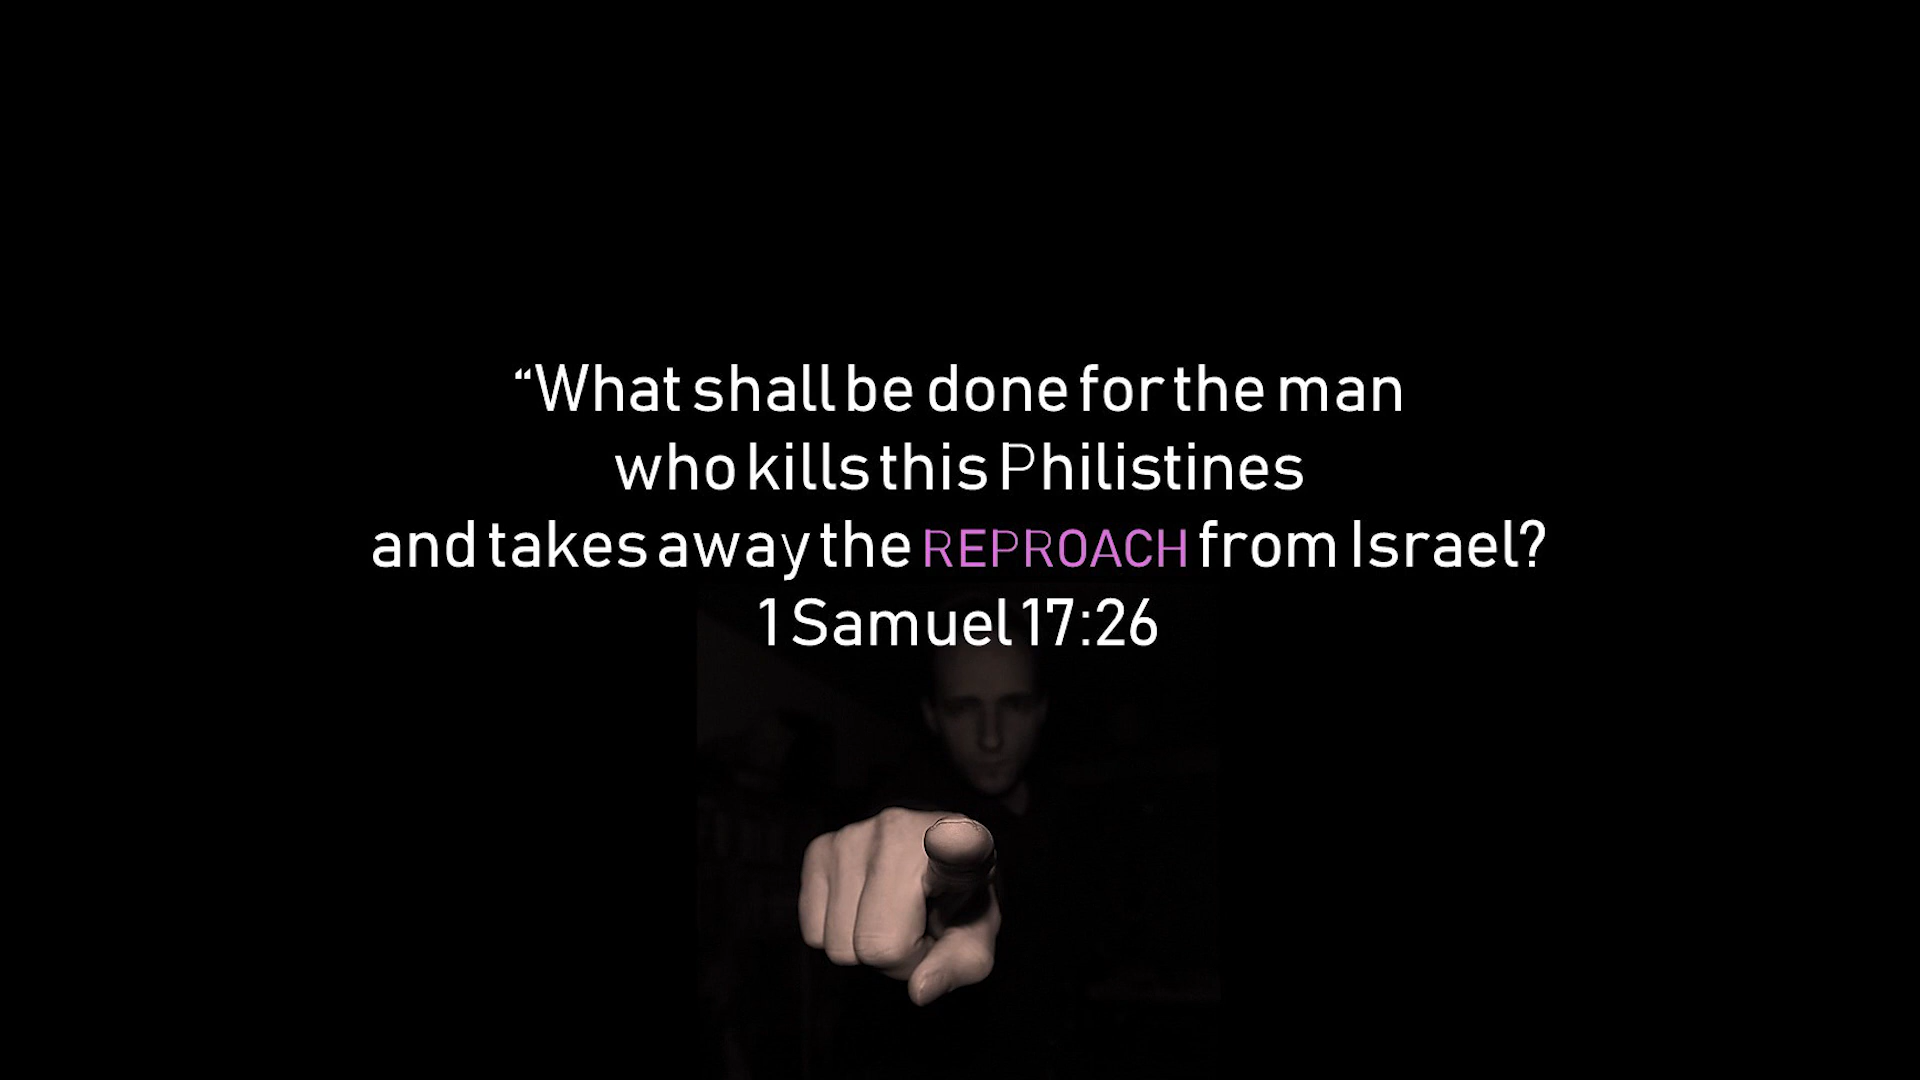 “What shall be done for the man
who kills this Philistines
and takes away the REPROACH from Israel?
1 Samuel 17:26